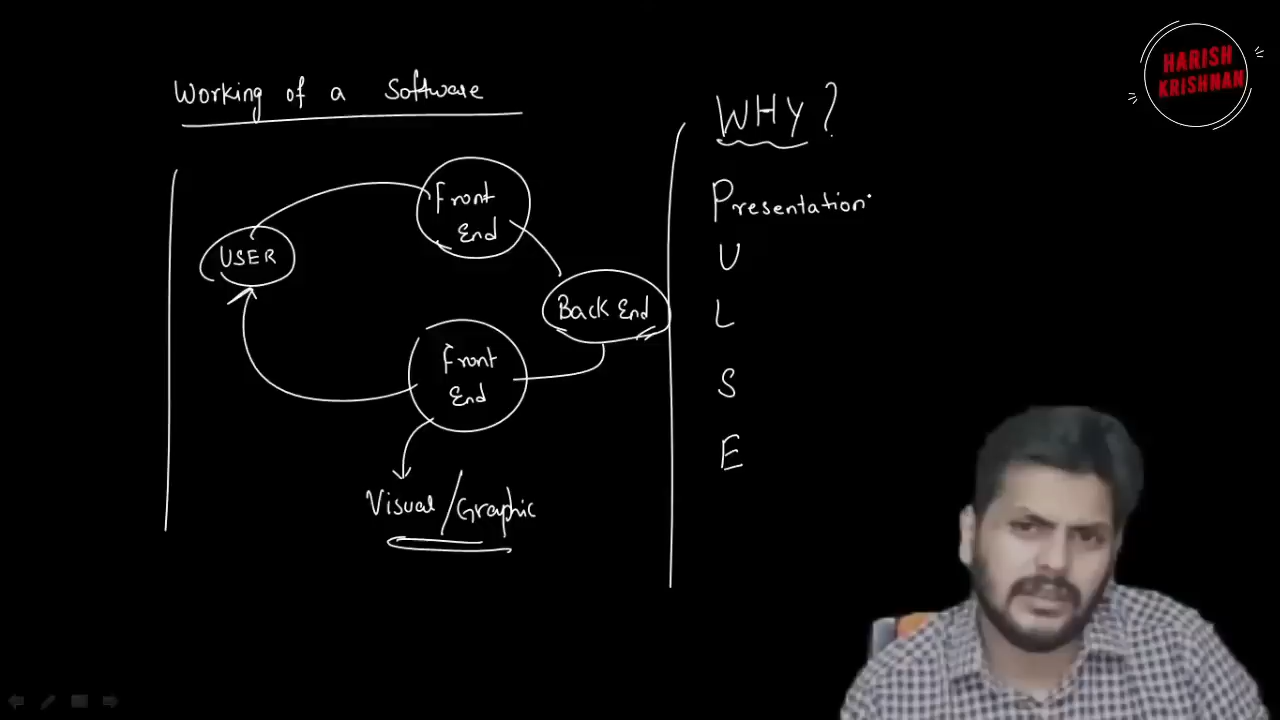 Working of a Software
USER
Front
End
Back End
Front
End
Visual/Graphic
WHY?
Presentation
U
L
S
E
HARISH
KRISHNAN